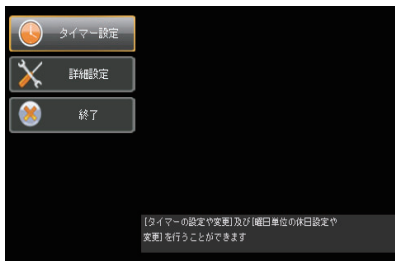 タイマー設定
詳細設定
終了
[タイマーの設定や変更]及び[曜日単位の休日設定や
変更]を行うことができます